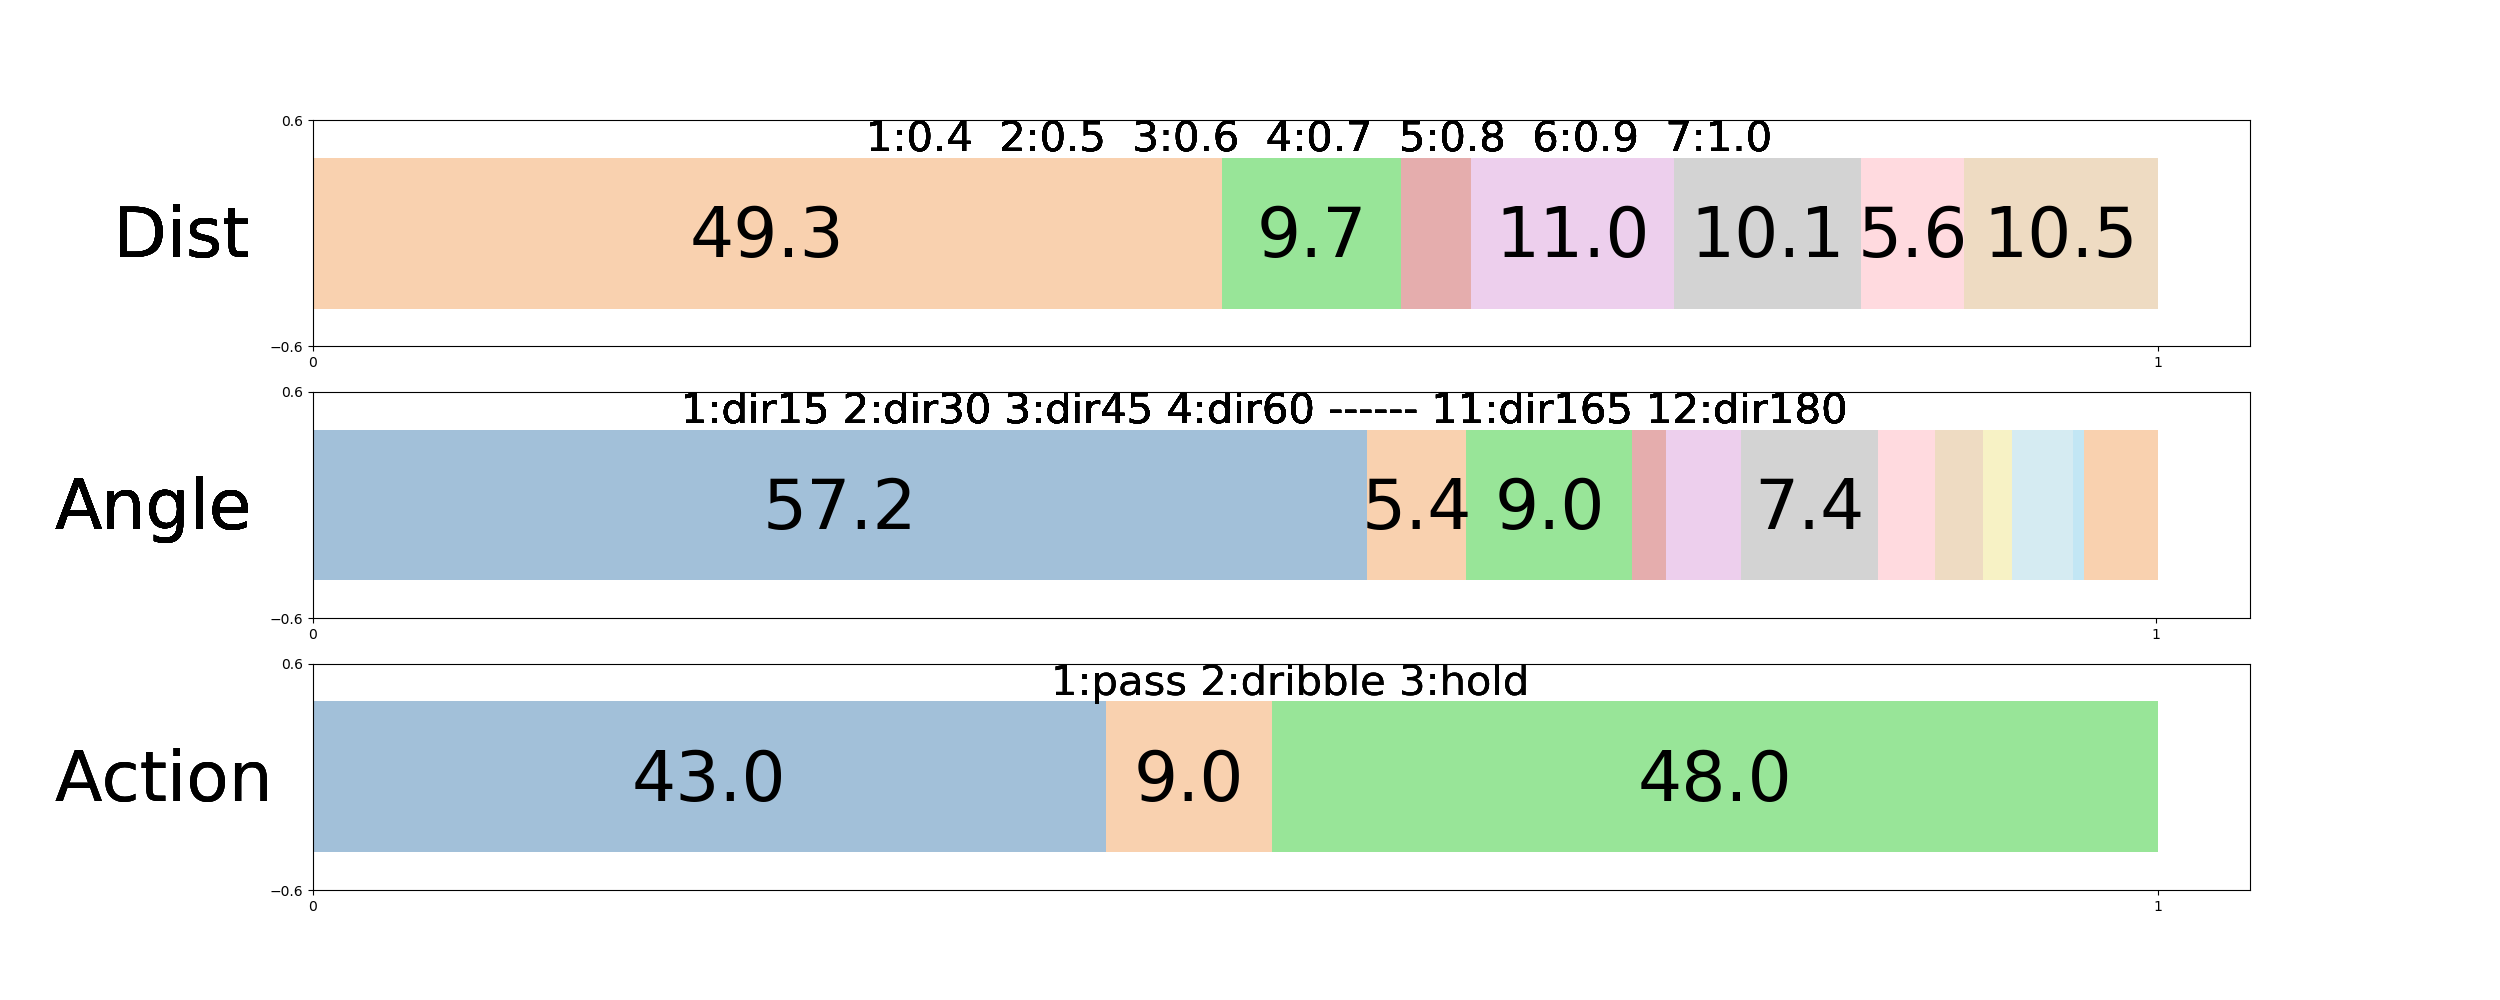 0.6
1:0.4 2:0.5 3:0.6 4:0.7 5:0.8 6:0.9 7:1.0
Dist 49.3 9.7 11.0 10.1 5.6 10.5
−0.6
0 1
0.6
1:dir15 2:dir30 3:dir45 4:dir60 ------ 11:dir165 12:dir180
Angle 57.2 5.4 9.0 7.4
−0.6
0 1
0.6
1:pass 2:dribble 3:hold
Action 43.0 9.0 48.0
−0.6
0 1